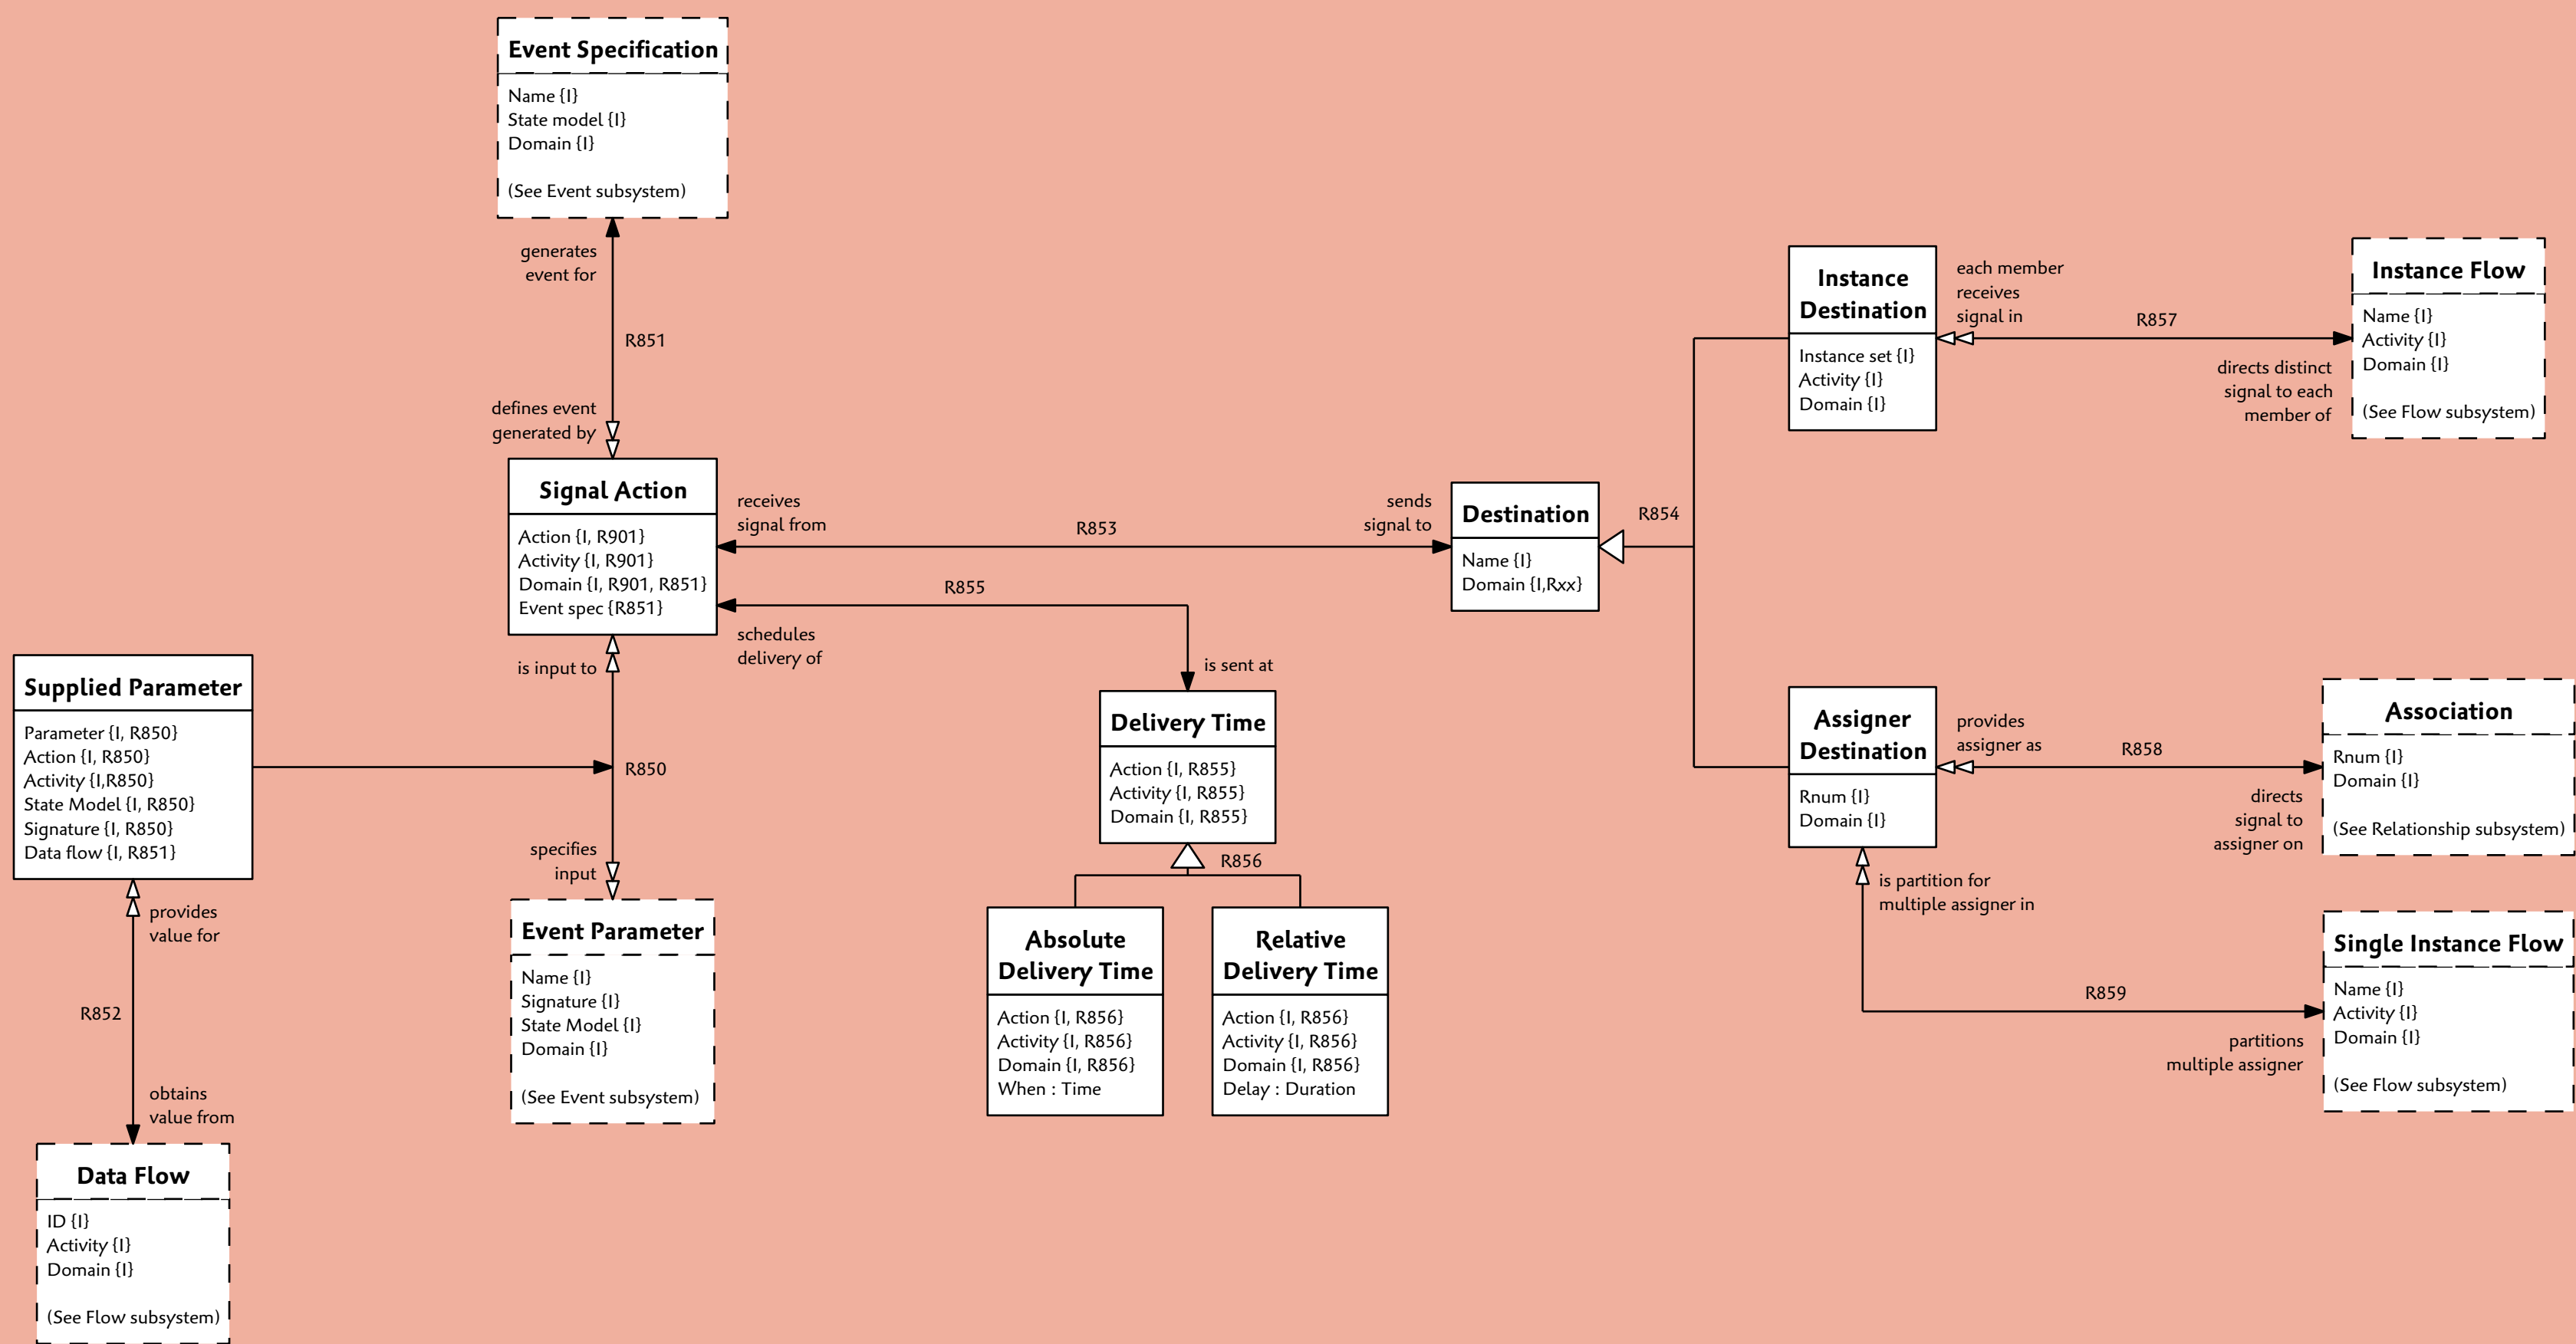 Event Specification
Name {I}
State model {I}
Domain {I}
(See Event subsystem)
generates
event for
R851
defines event
generated by
Signal Action
Action {I, R901}
Activity {I, R901}
Domain {I, R901, R851}
Event spec {R851}
receives
signal from
R853
sends
signal to
Destination
Name {I}
Domain {I,Rxx}
R854
Instance
Destination
Instance set {I}
Activity {I}
Domain {I}
each member
receives
signal in
R857
directs distinct
signal to each
member of
Instance Flow
Name {I}
Activity {I}
Domain {I}
(See Flow subsystem)
R855
schedules
delivery of
is sent at
Delivery Time
Action {I, R855}
Activity {I, R855}
Domain {I, R855}
R856
Absolute
Delivery Time
Action {I, R856}
Activity {I, R856}
Domain {I, R856}
When : Time
Relative
Delivery Time
Action {I, R856}
Activity {I, R856}
Domain {I, R856}
Delay : Duration
Assigner
Destination
Rnum {I}
Domain {I}
provides
assigner as
R858
directs
signal to
assigner on
Association
Rnum {I}
Domain {I}
(See Relationship subsystem)
is partition for
multiple assigner in
R859
partitions
multiple assigner
Single Instance Flow
Name {I}
Activity {I}
Domain {I}
(See Flow subsystem)
is input to
R850
specifies
input
Event Parameter
Name {I}
Signature {I}
State Model {I}
Domain {I}
(See Event subsystem)
Supplied Parameter
Parameter {I, R850}
Action {I, R850}
Activity {I,R850}
State Model {I, R850}
Signature {I, R850}
Data flow {I, R851}
provides
value for
R852
obtains
value from
Data Flow
ID {I}
Activity {I}
Domain {I}
(See Flow subsystem)